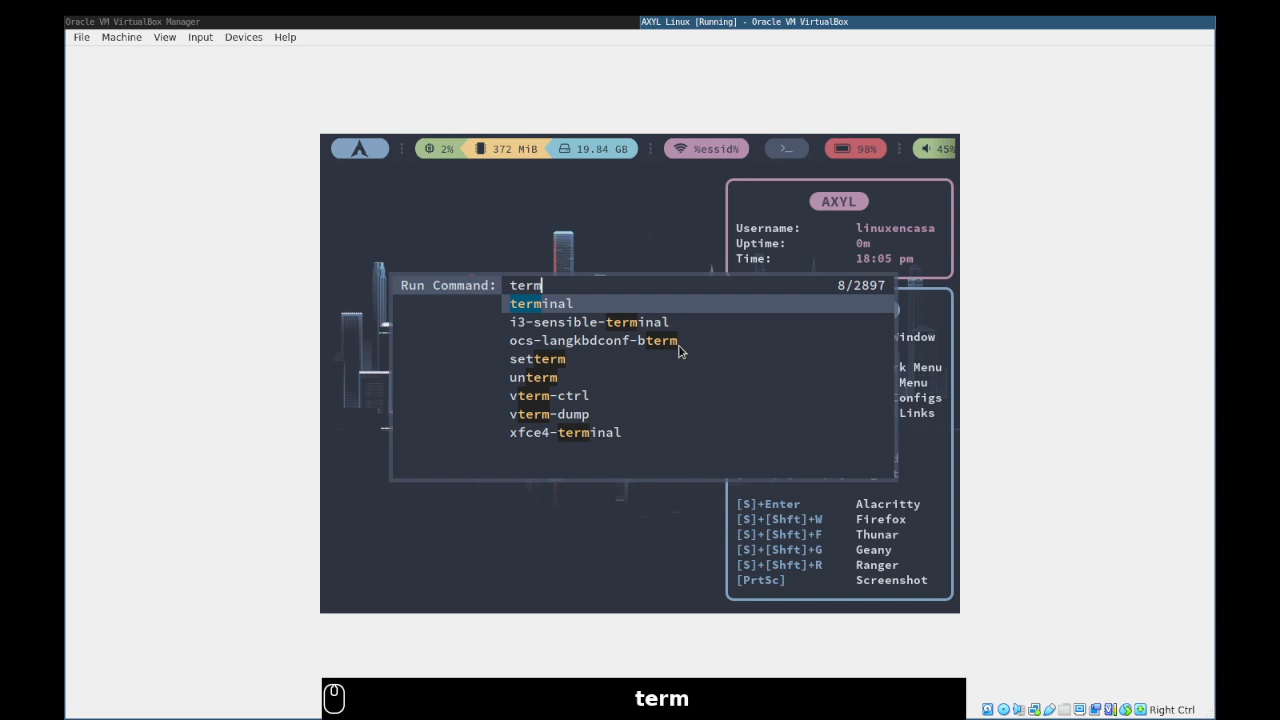 Oracle VM VirtualBox Manager
AXYL Linux [Running] - Oracle VM VirtualBox
File Machine View Input Devices Help
2% 372 MiB 19.84 GB %essid% >_ 98% 45%
AXYL
Username: linuxencasa
Uptime: 0m
Time: 18:05 pm
Run Command: term 8/2897
terminal
i3-sensible-terminal
ocs-langkbdconf-bterm
setterm
unterm
vterm-ctrl
vterm-dump
xfce4-terminal
Menu
Links
[S]+Enter Alacritty
[S]+[Shft]+W Firefox
[S]+[Shft]+F Thunar
[S]+[Shft]+G Geany
[S]+[Shft]+R Ranger
[PrtSc] Screenshot
term
Right Ctrl